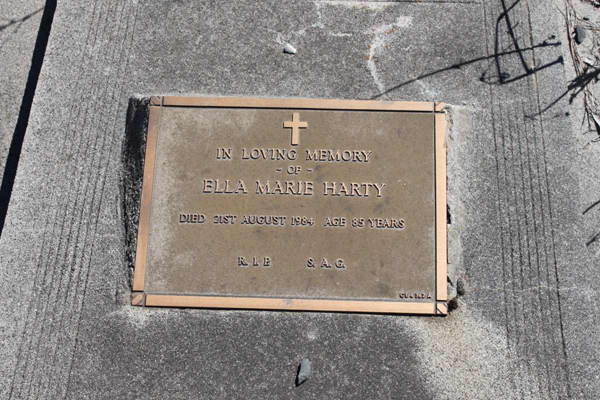 IN LOVING MEMORY
- OF -
ELLA MARIE HARTY
DIED 21ST AUGUST 1984 AGE 85 YEARS
R.I.P. S.A.G.